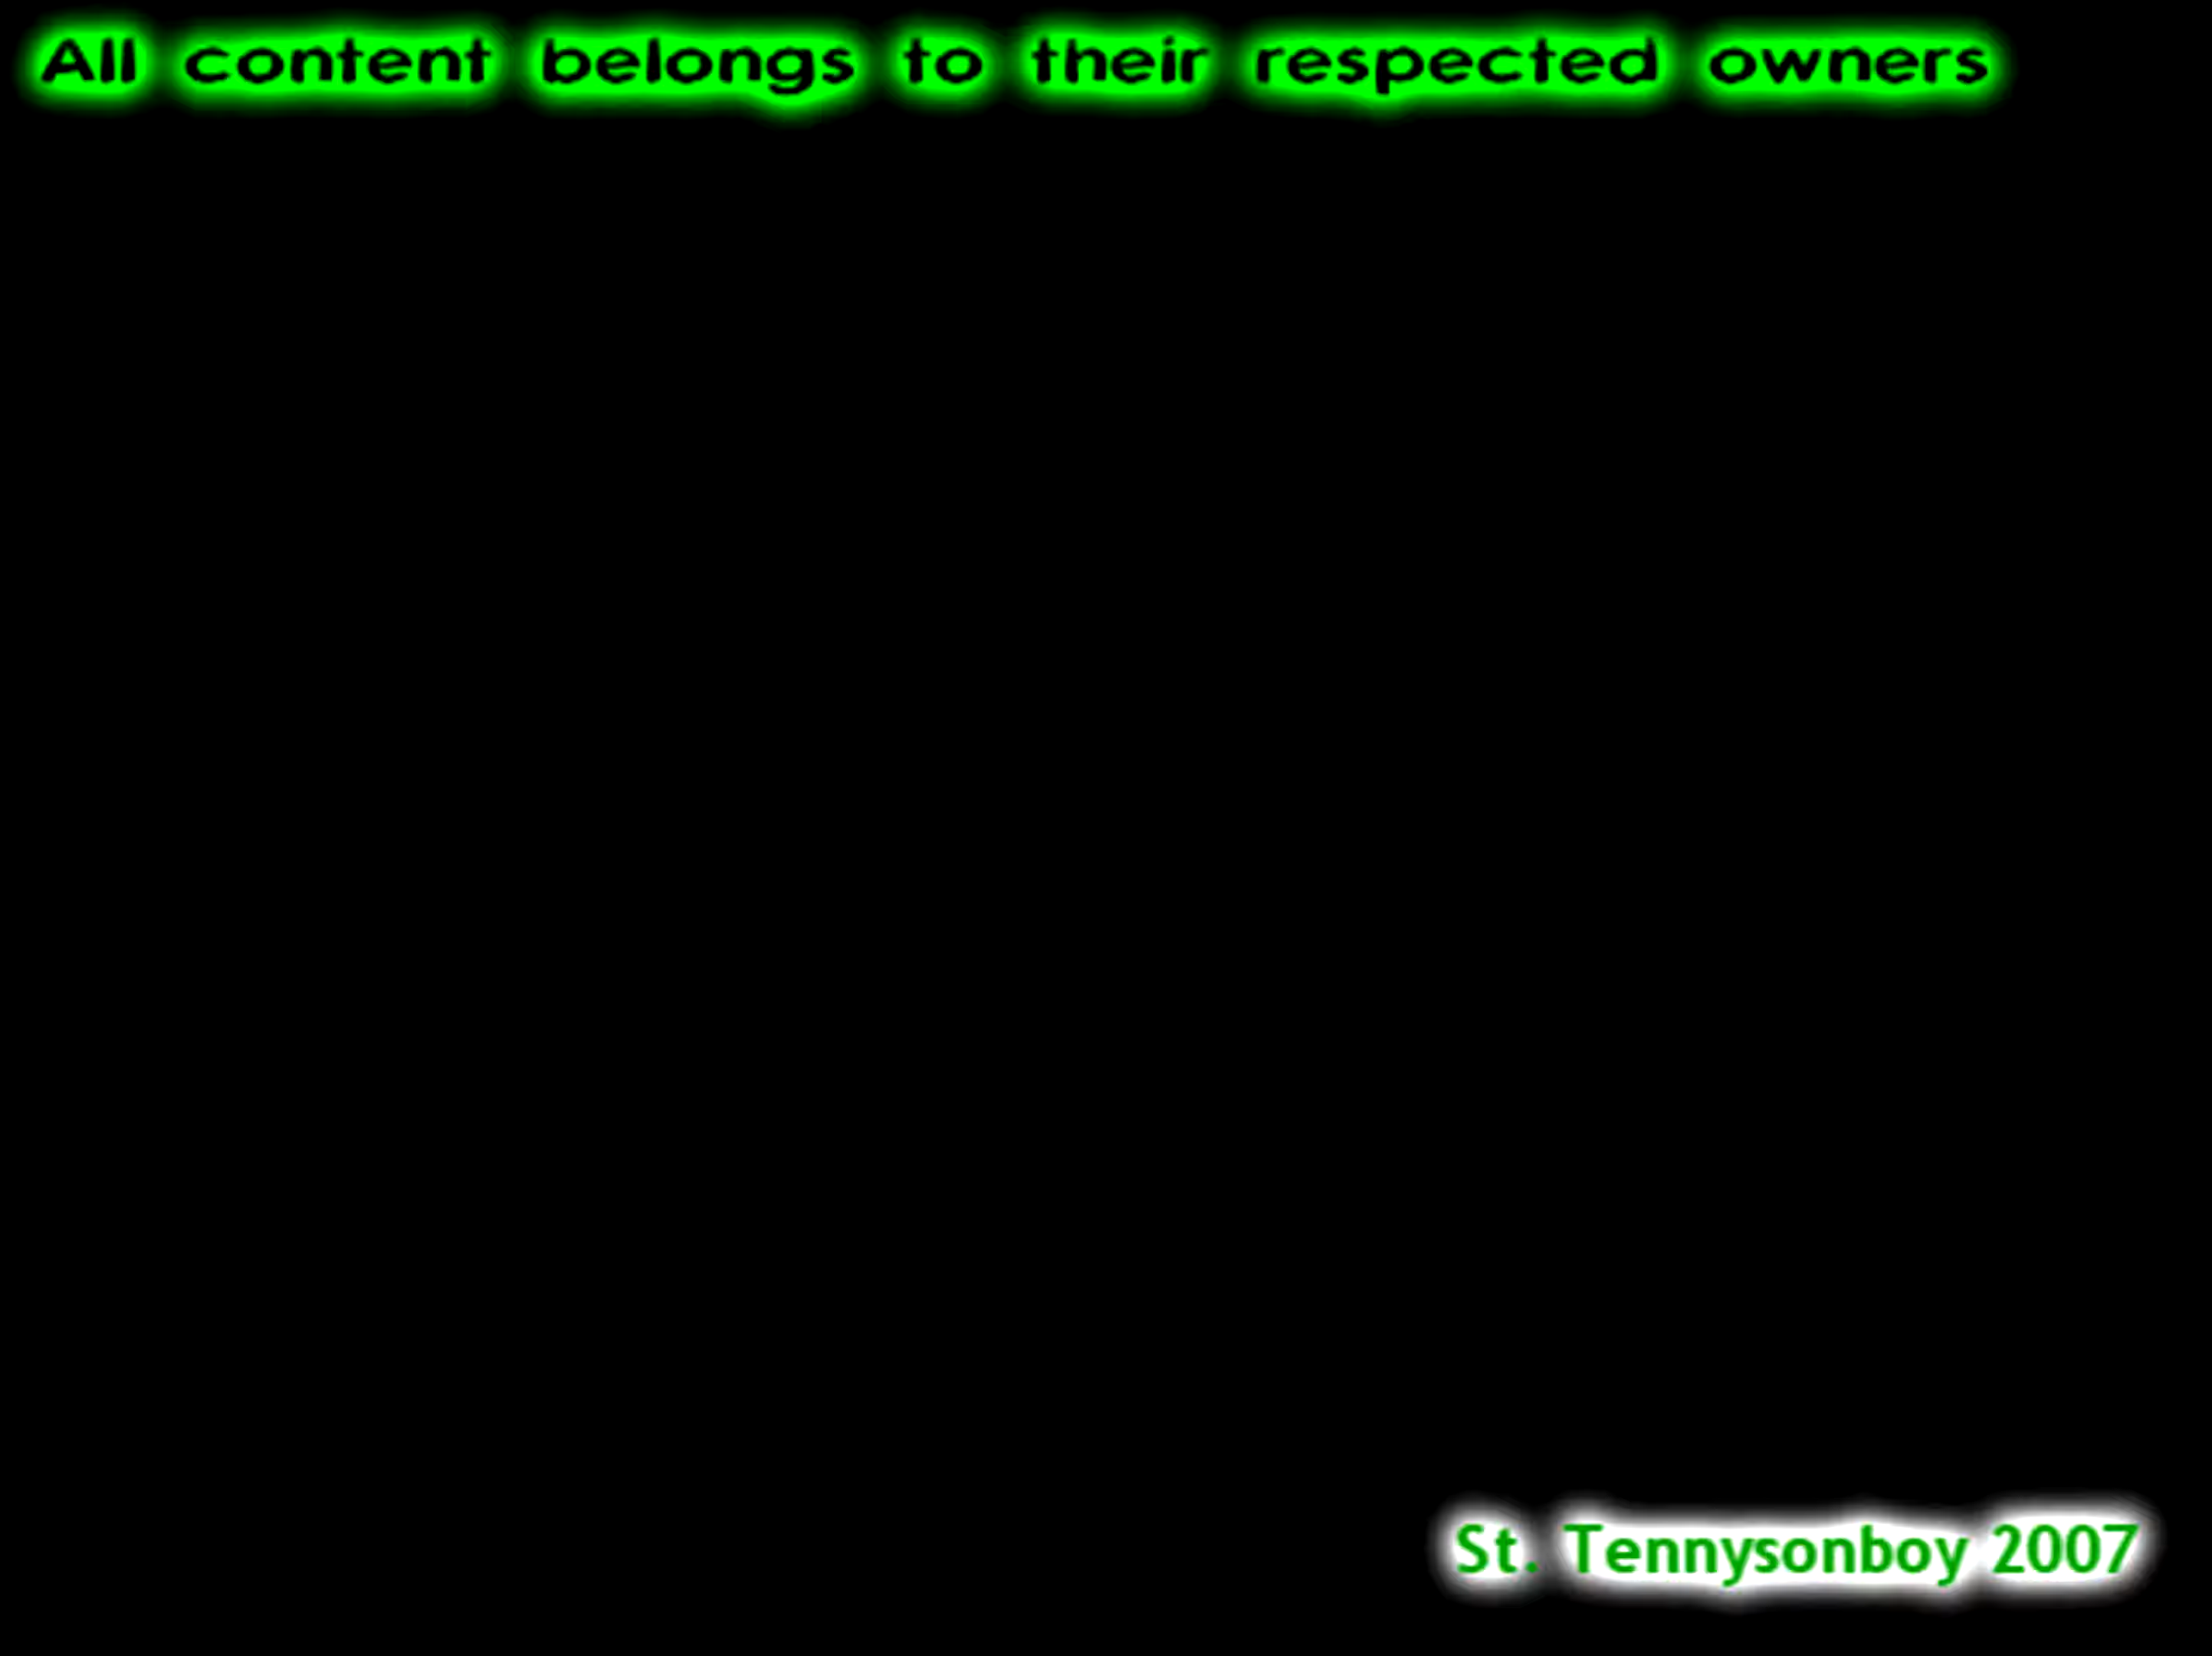 All content belongs to their respected owners
St. Tennysonboy 2007